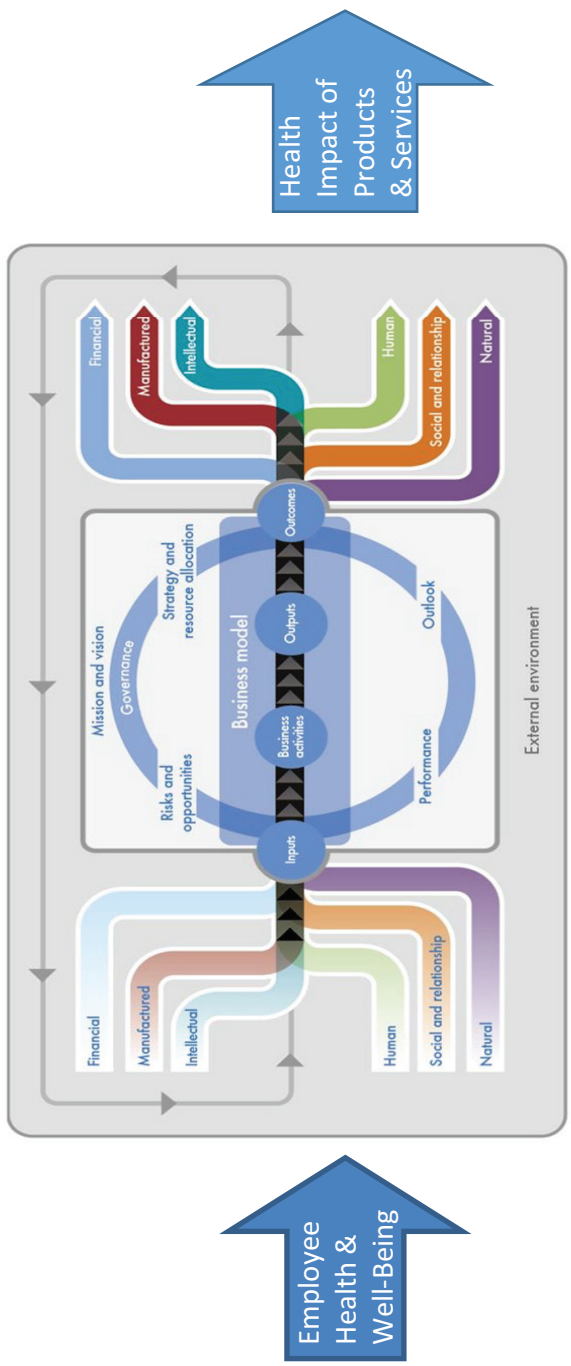 Employee
Health &
Well-Being
Financial
Manufactured
Intellectual
Human
Social and relationship
Natural
Mission and vision
Governance
Risks and
opportunities
Strategy and
resource allocation
Business model
Inputs
Business
activities
Outputs
Outcomes
Performance
Outlook
External environment
Financial
Manufactured
Intellectual
Human
Social and relationship
Natural
Health
Impact of
Products
& Services